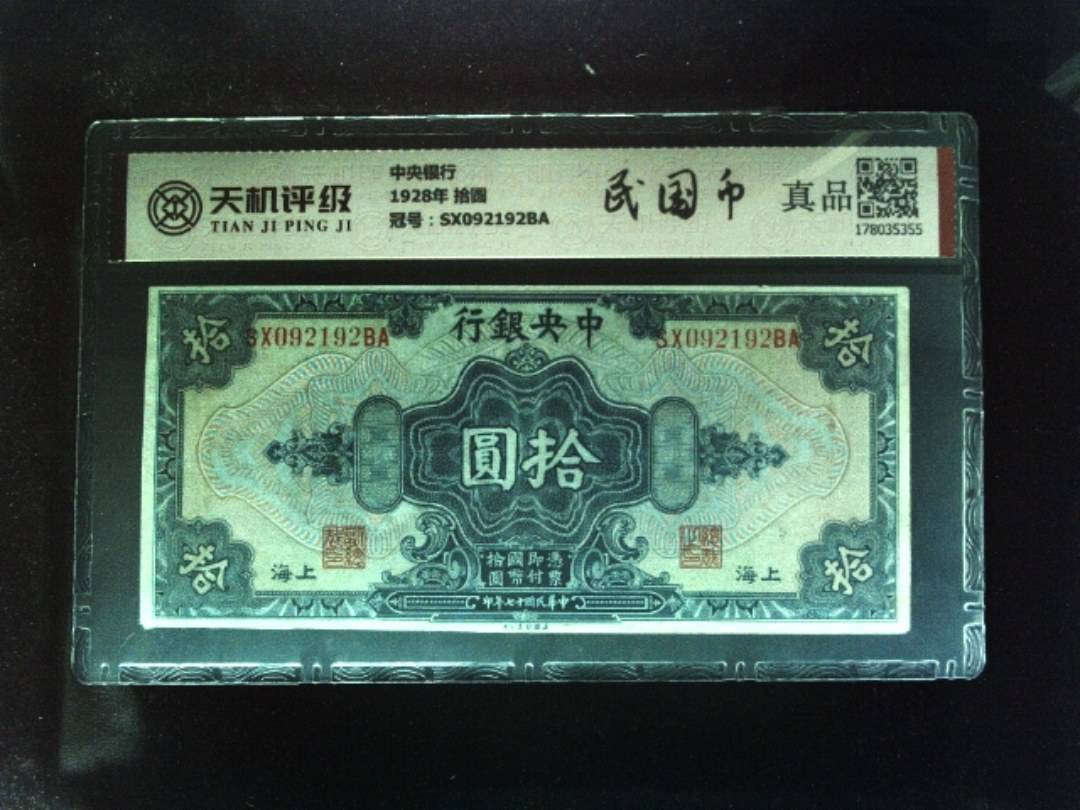 天机评级
TIAN JI PING JI
中央银行
1928年 拾圆
冠号：SX092192BA
民国币
真品
178035355
行銀央中
拾
SX092192BA
SX092192BA
拾
圓拾
拾
上海
憑票即付國幣拾圓
海上
拾
印年七十國民華中